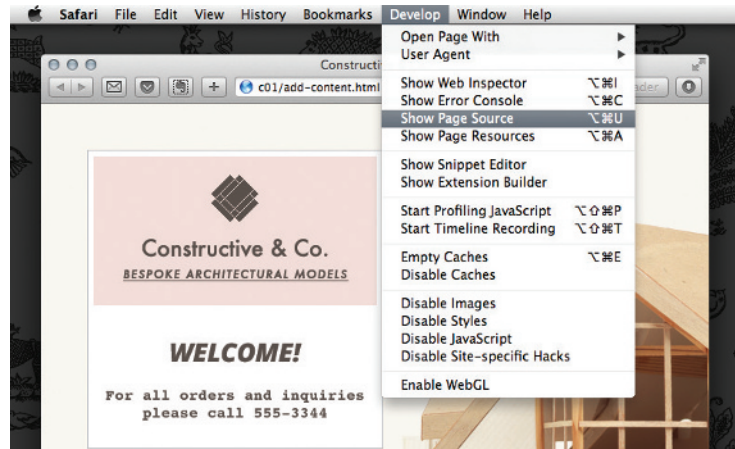 Safari File Edit View History Bookmarks Develop Window Help
Open Page With
User Agent
Constructi
c01/add-content.html
Show Web Inspector ⌥⌘I
Show Error Console ⌥⌘C
Show Page Source ⌥⌘U
Show Page Resources ⌥⌘A
Show Snippet Editor
Show Extension Builder
Start Profiling JavaScript ⌥⇧⌘P
Start Timeline Recording ⌥⇧⌘T
Empty Caches ⌥⌘E
Disable Caches
Disable Images
Disable Styles
Disable JavaScript
Disable Site-specific Hacks
Enable WebGL
Constructive & Co.
BESPOKE ARCHITECTURAL MODELS
WELCOME!
For all orders and inquiries
please call 555-3344